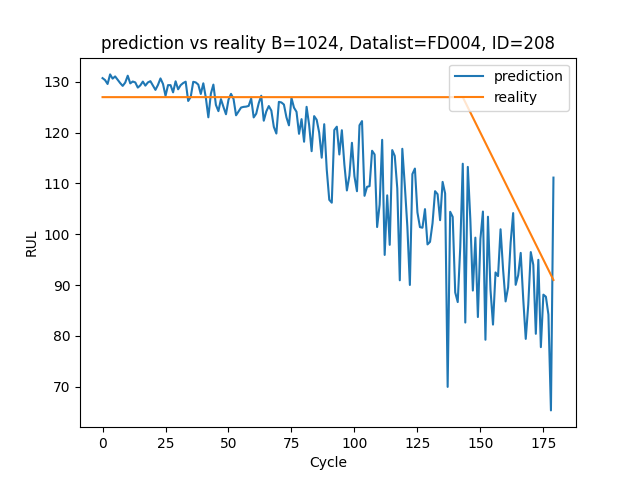 prediction vs reality B=1024, Datalist=FD004, ID=208
prediction
reality
RUL
130
120
110
100
90
80
70
0 25 50 75 100 125 150 175
Cycle